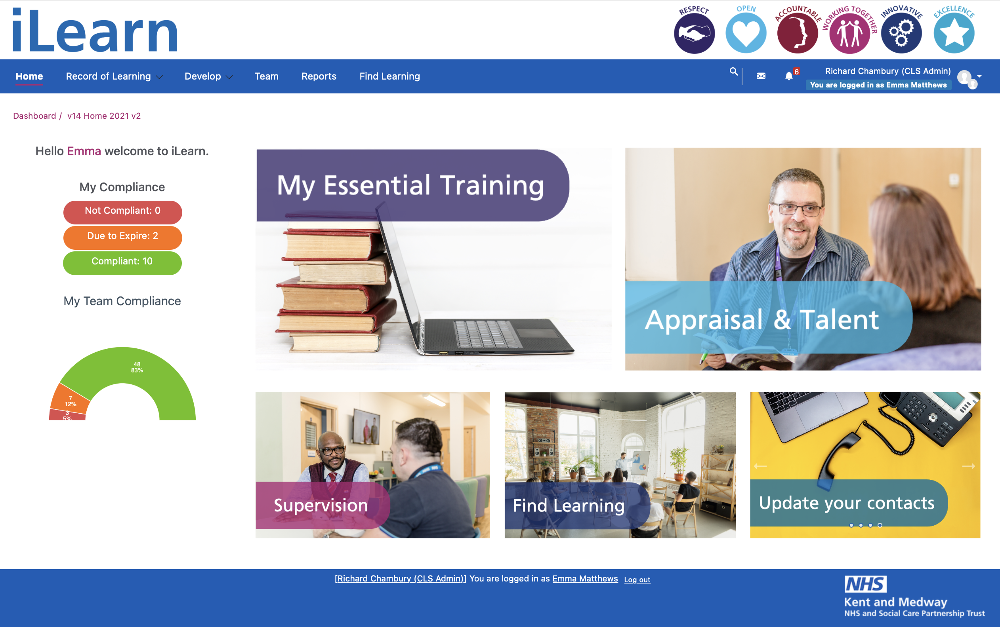 iLearn
RESPECT
OPEN
ACCOUNTABLE
WORKING TOGETHER
INNOVATIVE
EXCELLENCE
Home
Record of Learning
Develop
Team
Reports
Find Learning
6
Richard Chambury (CLS Admin)
You are logged in as Emma Matthews
Dashboard / v14 Home 2021 v2
Hello Emma welcome to iLearn.
My Compliance
Not Compliant: 0
Due to Expire: 2
Compliant: 10
My Team Compliance
48
83%
7
12%
3
5%
My Essential Training
Appraisal & Talent
Supervision
Find Learning
Update your contacts
[Richard Chambury (CLS Admin)] You are logged in as Emma Matthews Log out
NHS
Kent and Medway
NHS and Social Care Partnership Trust